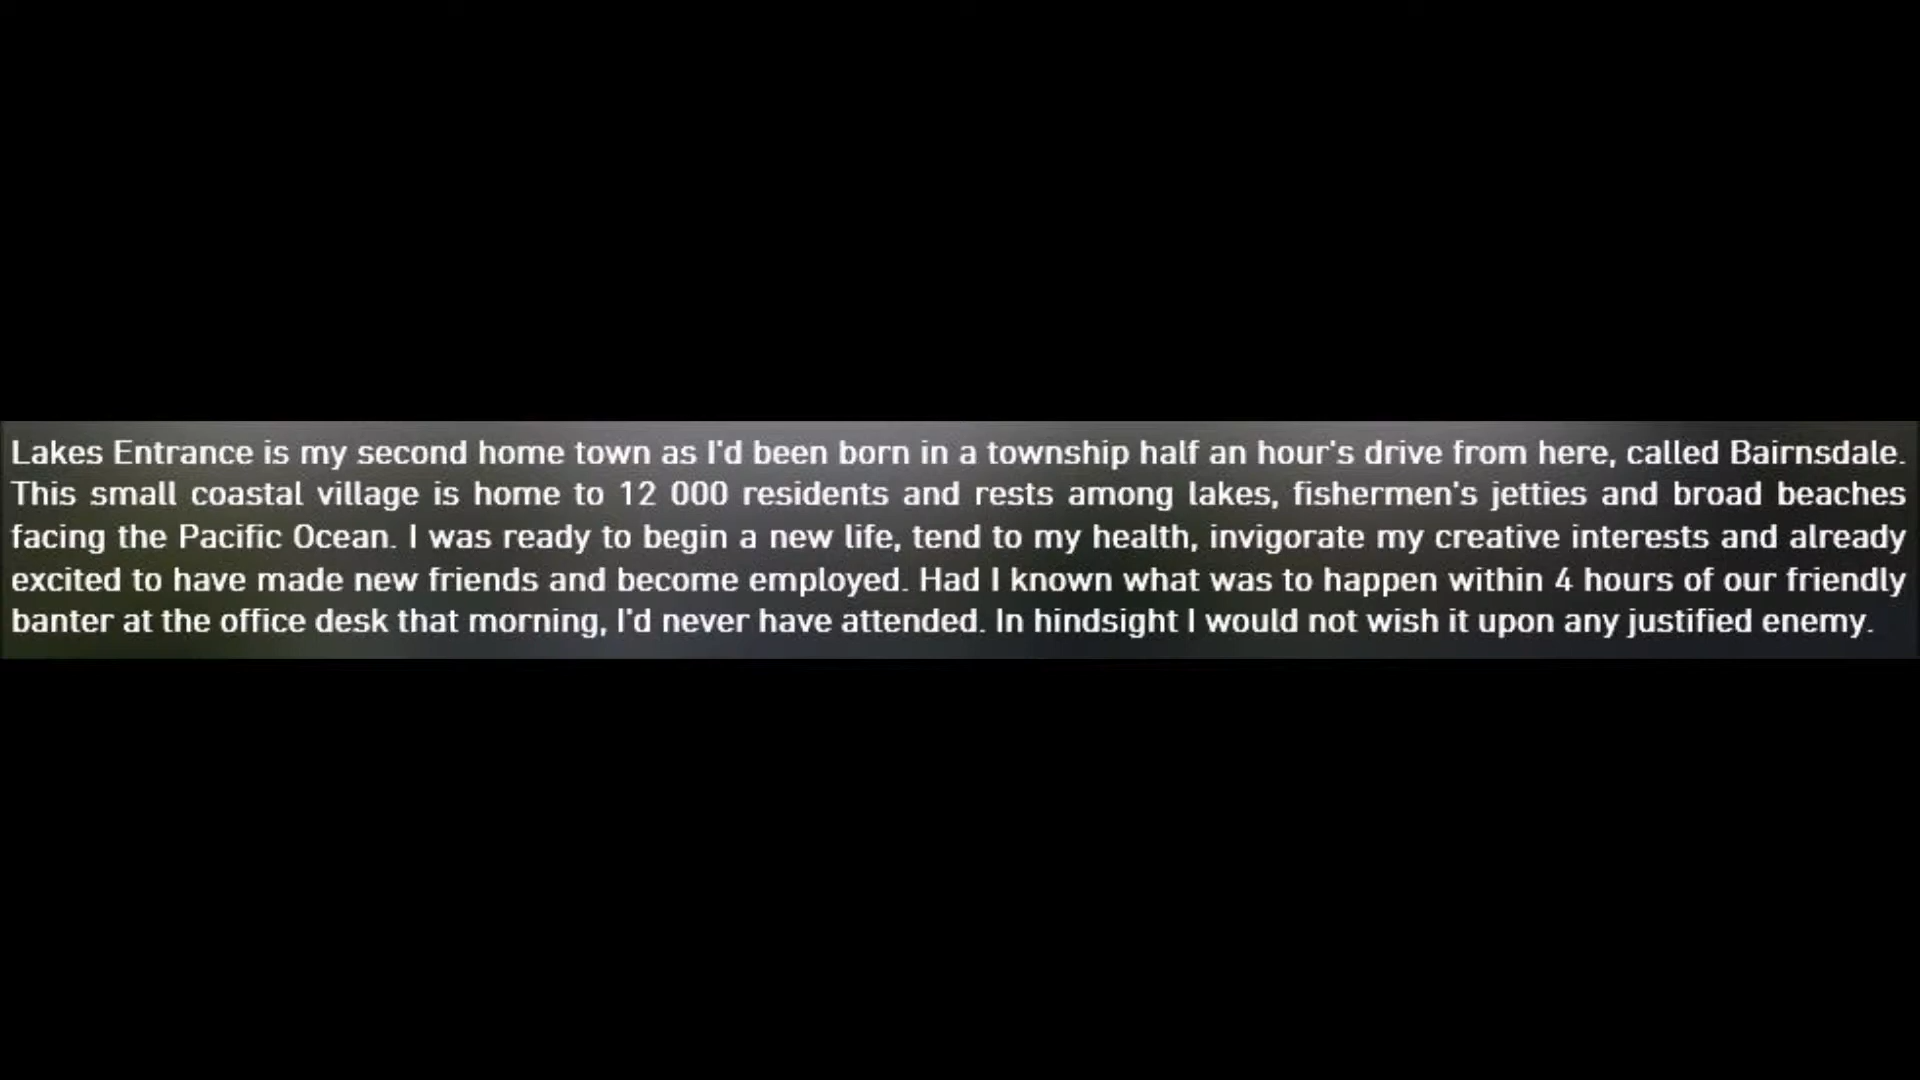 Lakes Entrance is my second home town as I'd been born in a township half an hour's drive from here, called Bairnsdale.
This small coastal village is home to 12 000 residents and rests among lakes, fishermen's jetties and broad beaches
facing the Pacific Ocean. I was ready to begin a new life, tend to my health, invigorate my creative interests and already
excited to have made new friends and become employed. Had I known what was to happen within 4 hours of our friendly
banter at the office desk that morning, I'd never have attended. In hindsight I would not wish it upon any justified enemy.